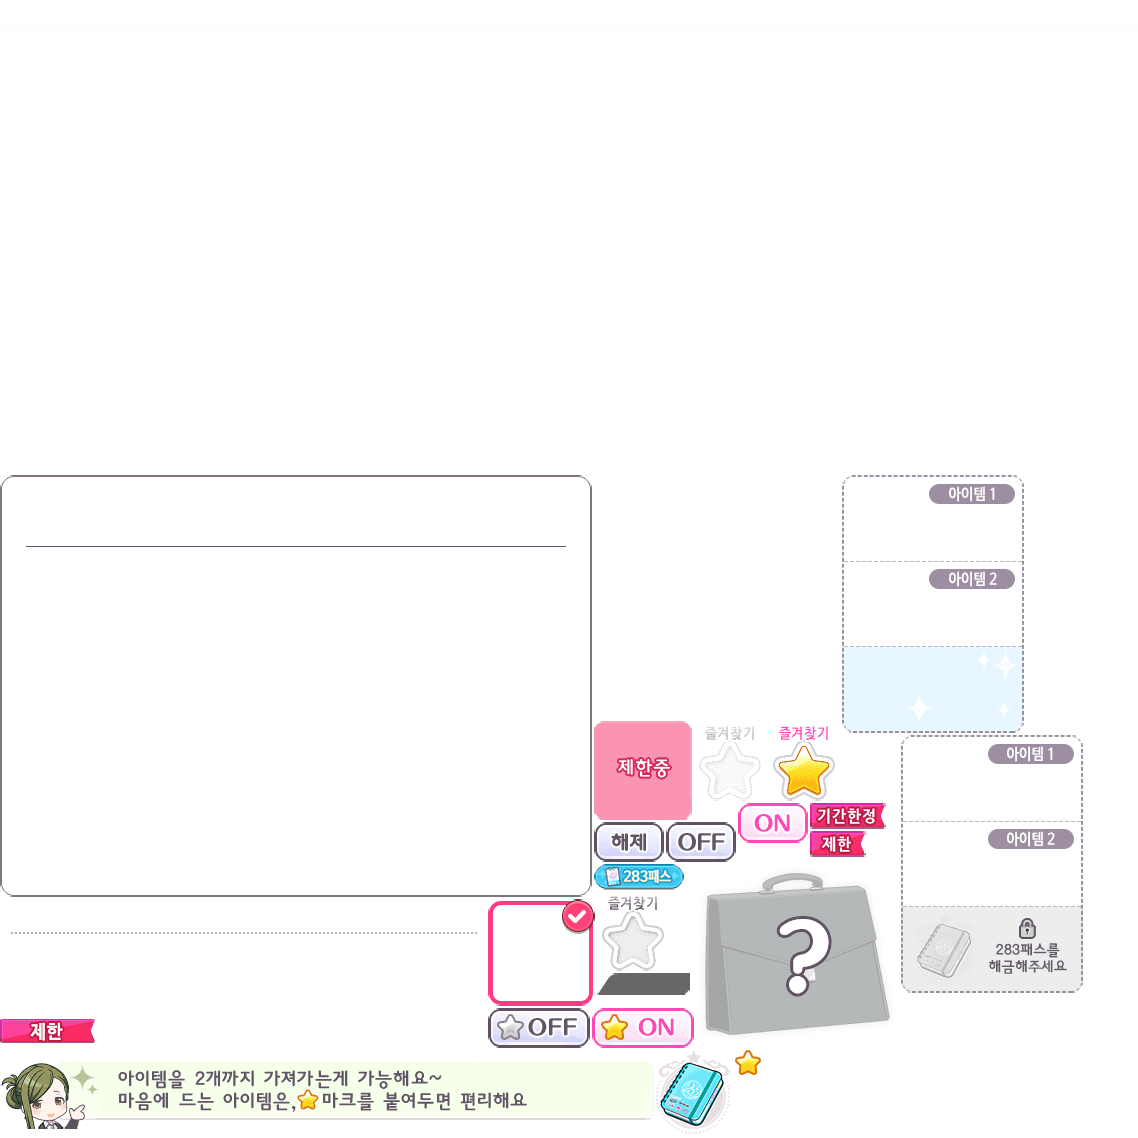 아이템 1
아이템 2
제한중
즐겨찾기
즐겨찾기
아이템 1
ON
기간한정
해제
OFF
제한
아이템 2
283패스
즐겨찾기
?
283패스를
해금해주세요
제한
OFF
ON
아이템을 2개까지 가져가는게 가능해요~
마음에 드는 아이템은,⭐마크를 붙여두면 편리해요